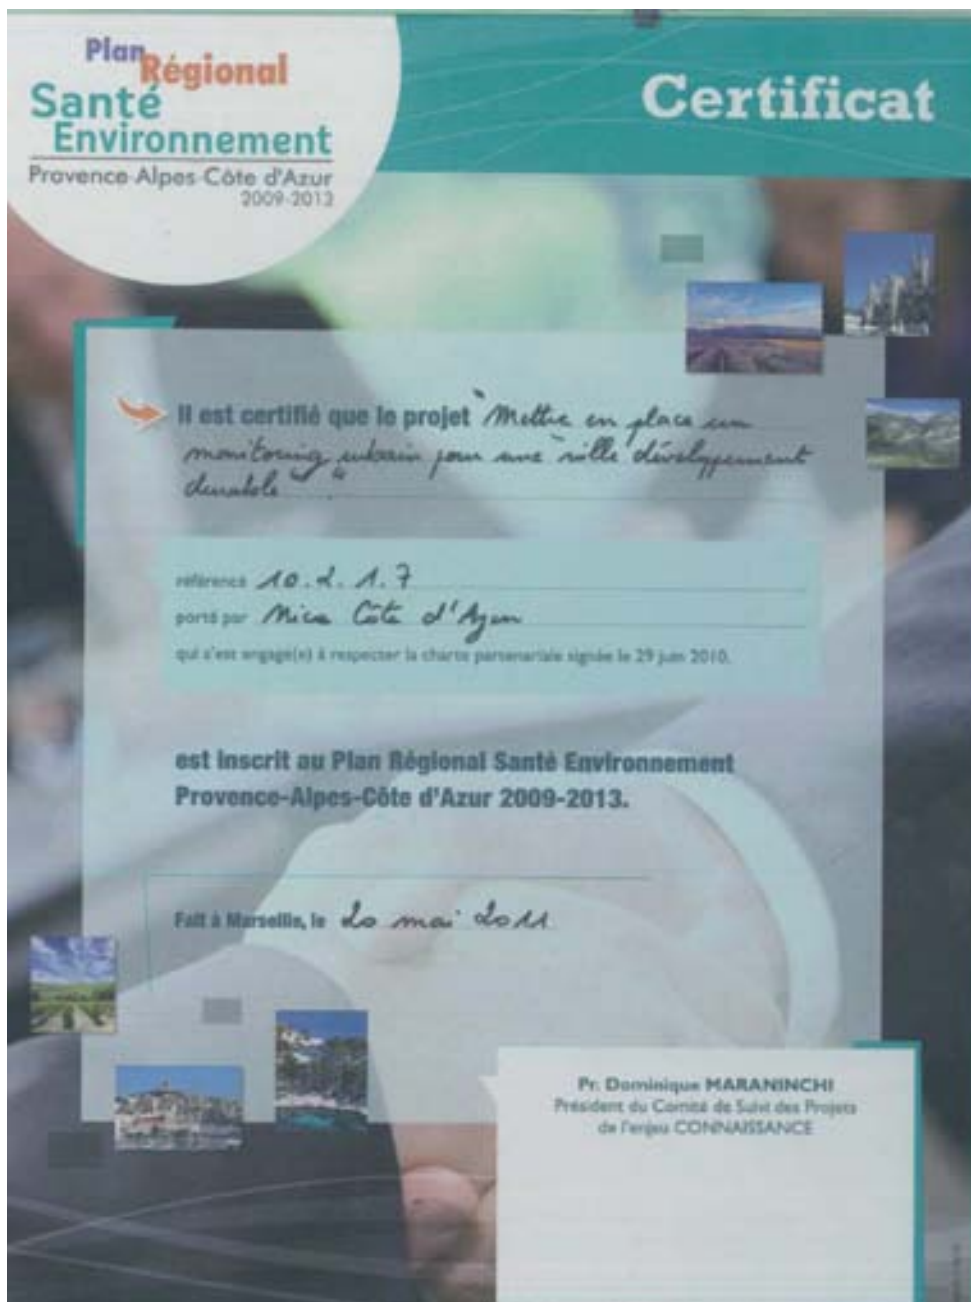 Plan
Régional
Santé
Environnement
Provence-Alpes-Côte d'Azur
2009-2013
Certificat
Il est certifié que le projet "Mettre en place un
monitoring urbain pour une ville développement
durable".
référence 10.2.1.7
porté par Nice Côte d'Azur
qui s'est engagé(e) à respecter la charte partenariale signée le 29 juin 2010,
est inscrit au Plan Régional Santé Environnement
Provence-Alpes-Côte d'Azur 2009-2013.
Fait à Marseille, le 20 mai 2011
Pr. Dominique MARANINCHI
Président du Comité de Suivi des Projets
de l'enjeu CONNAISSANCE